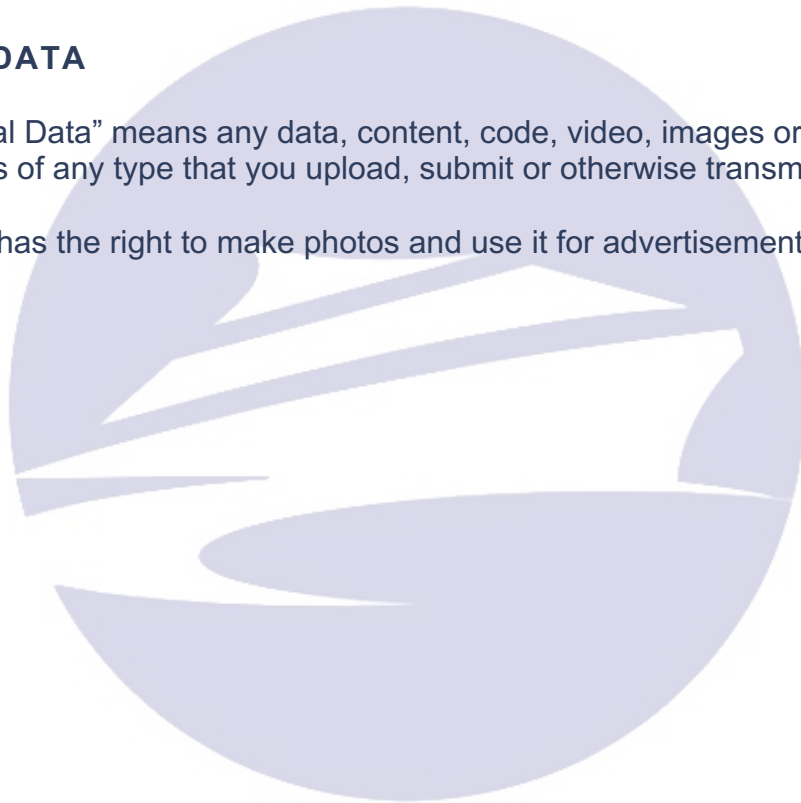 DATA
al Data” means any data, content, code, video, images or
s of any type that you upload, submit or otherwise transm
has the right to make photos and use it for advertisement